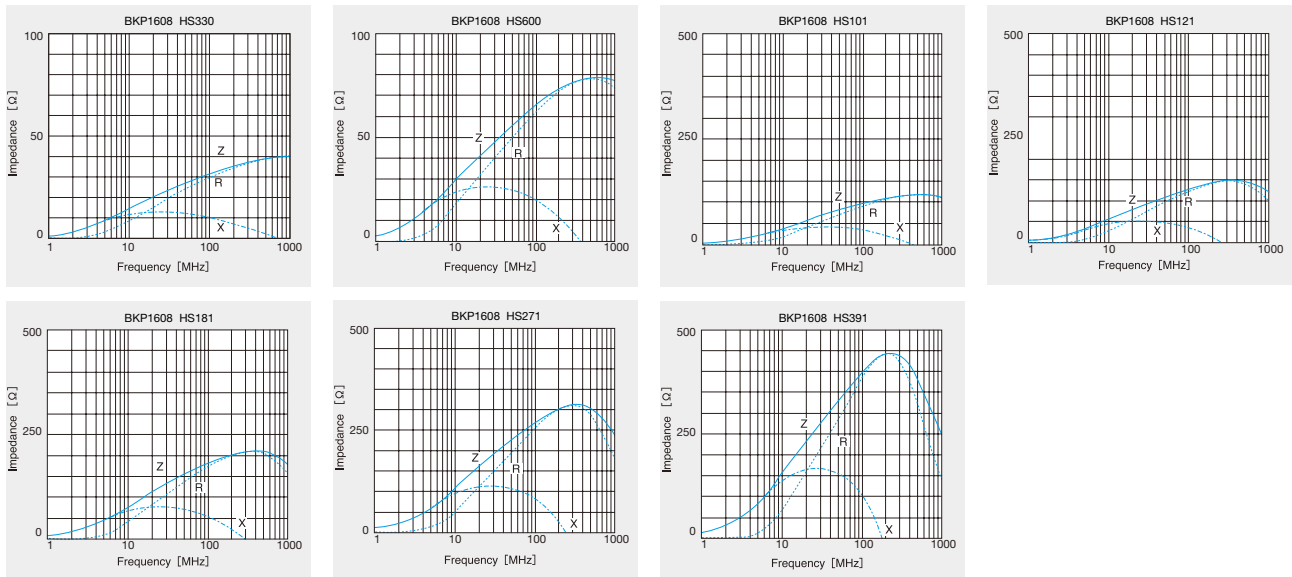 BKP1608 HS330
100
50
0
Impedance [Ω]
Z
R
X
1
10
100
1000
Frequency [MHz]
BKP1608 HS600
100
50
0
Impedance [Ω]
Z
R
X
1
10
100
1000
Frequency [MHz]
BKP1608 HS101
500
250
0
Impedance [Ω]
Z
R
X
1
10
100
1000
Frequency [MHz]
BKP1608 HS121
500
250
0
Impedance [Ω]
Z
R
X
1
10
100
1000
Frequency [MHz]
BKP1608 HS181
500
250
0
Impedance [Ω]
Z
R
X
1
10
100
1000
Frequency [MHz]
BKP1608 HS271
500
250
0
Impedance [Ω]
Z
R
X
1
10
100
1000
Frequency [MHz]
BKP1608 HS391
500
250
0
Impedance [Ω]
Z
R
X
1
10
100
1000
Frequency [MHz]